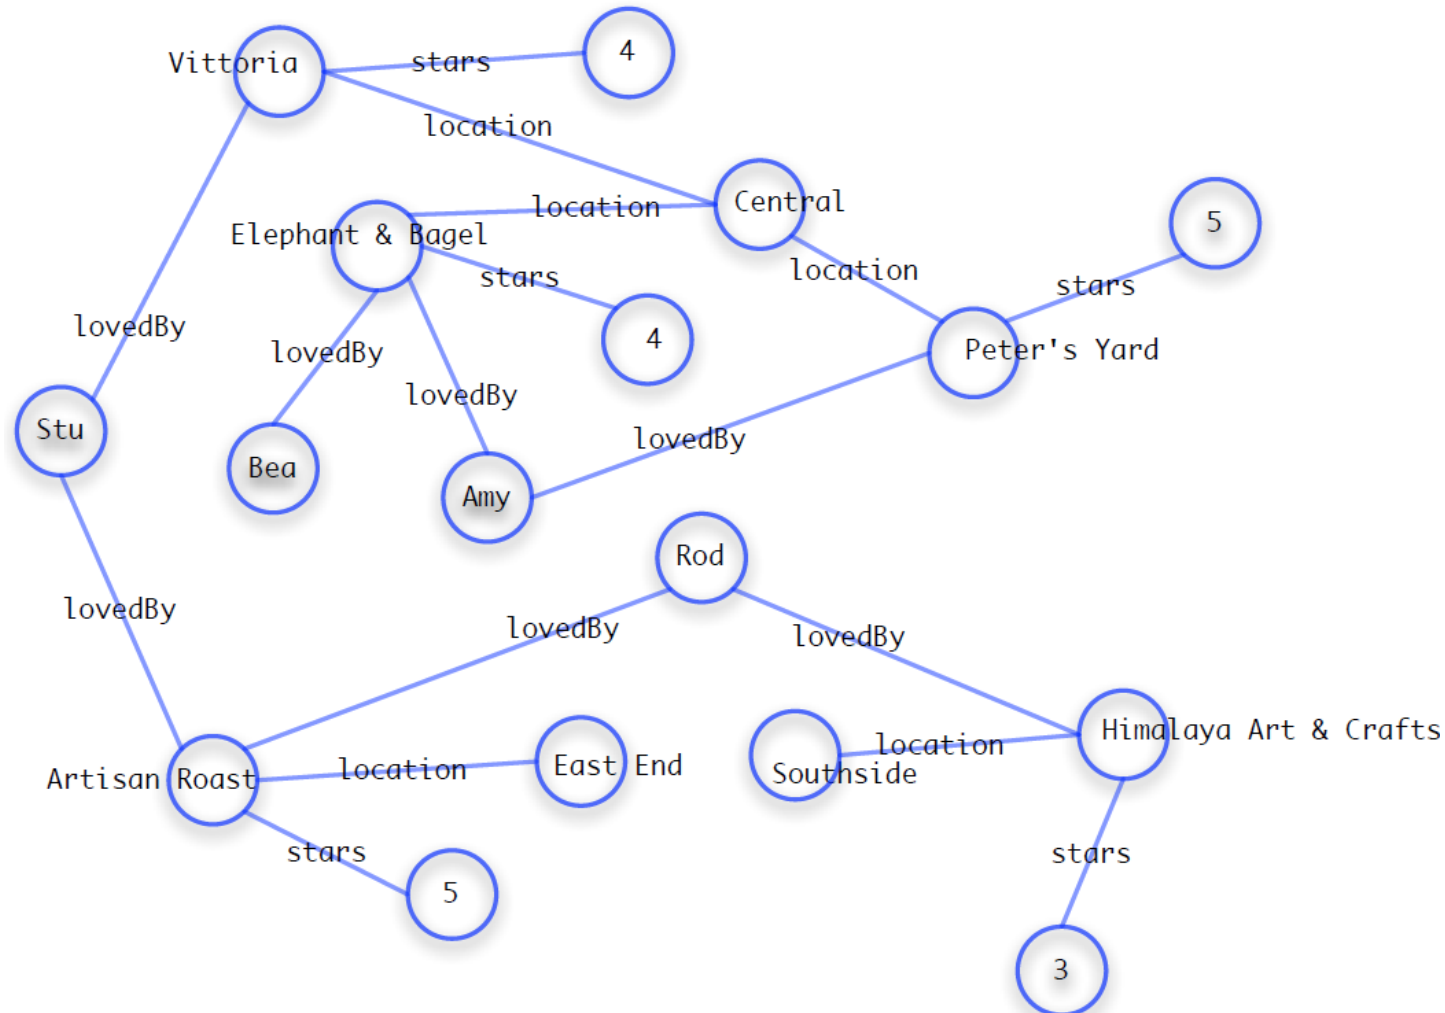 4
Vittoria
stars
location
location
Central
5
Elephant & Bagel
location
stars
stars
lovedBy
4
lovedBy
Peter's Yard
lovedBy
Stu
lovedBy
Bea
Amy
Rod
lovedBy
lovedBy
lovedBy
Himalaya Art & Crafts
location
East End
location
Southside
Artisan Roast
stars
stars
5
3